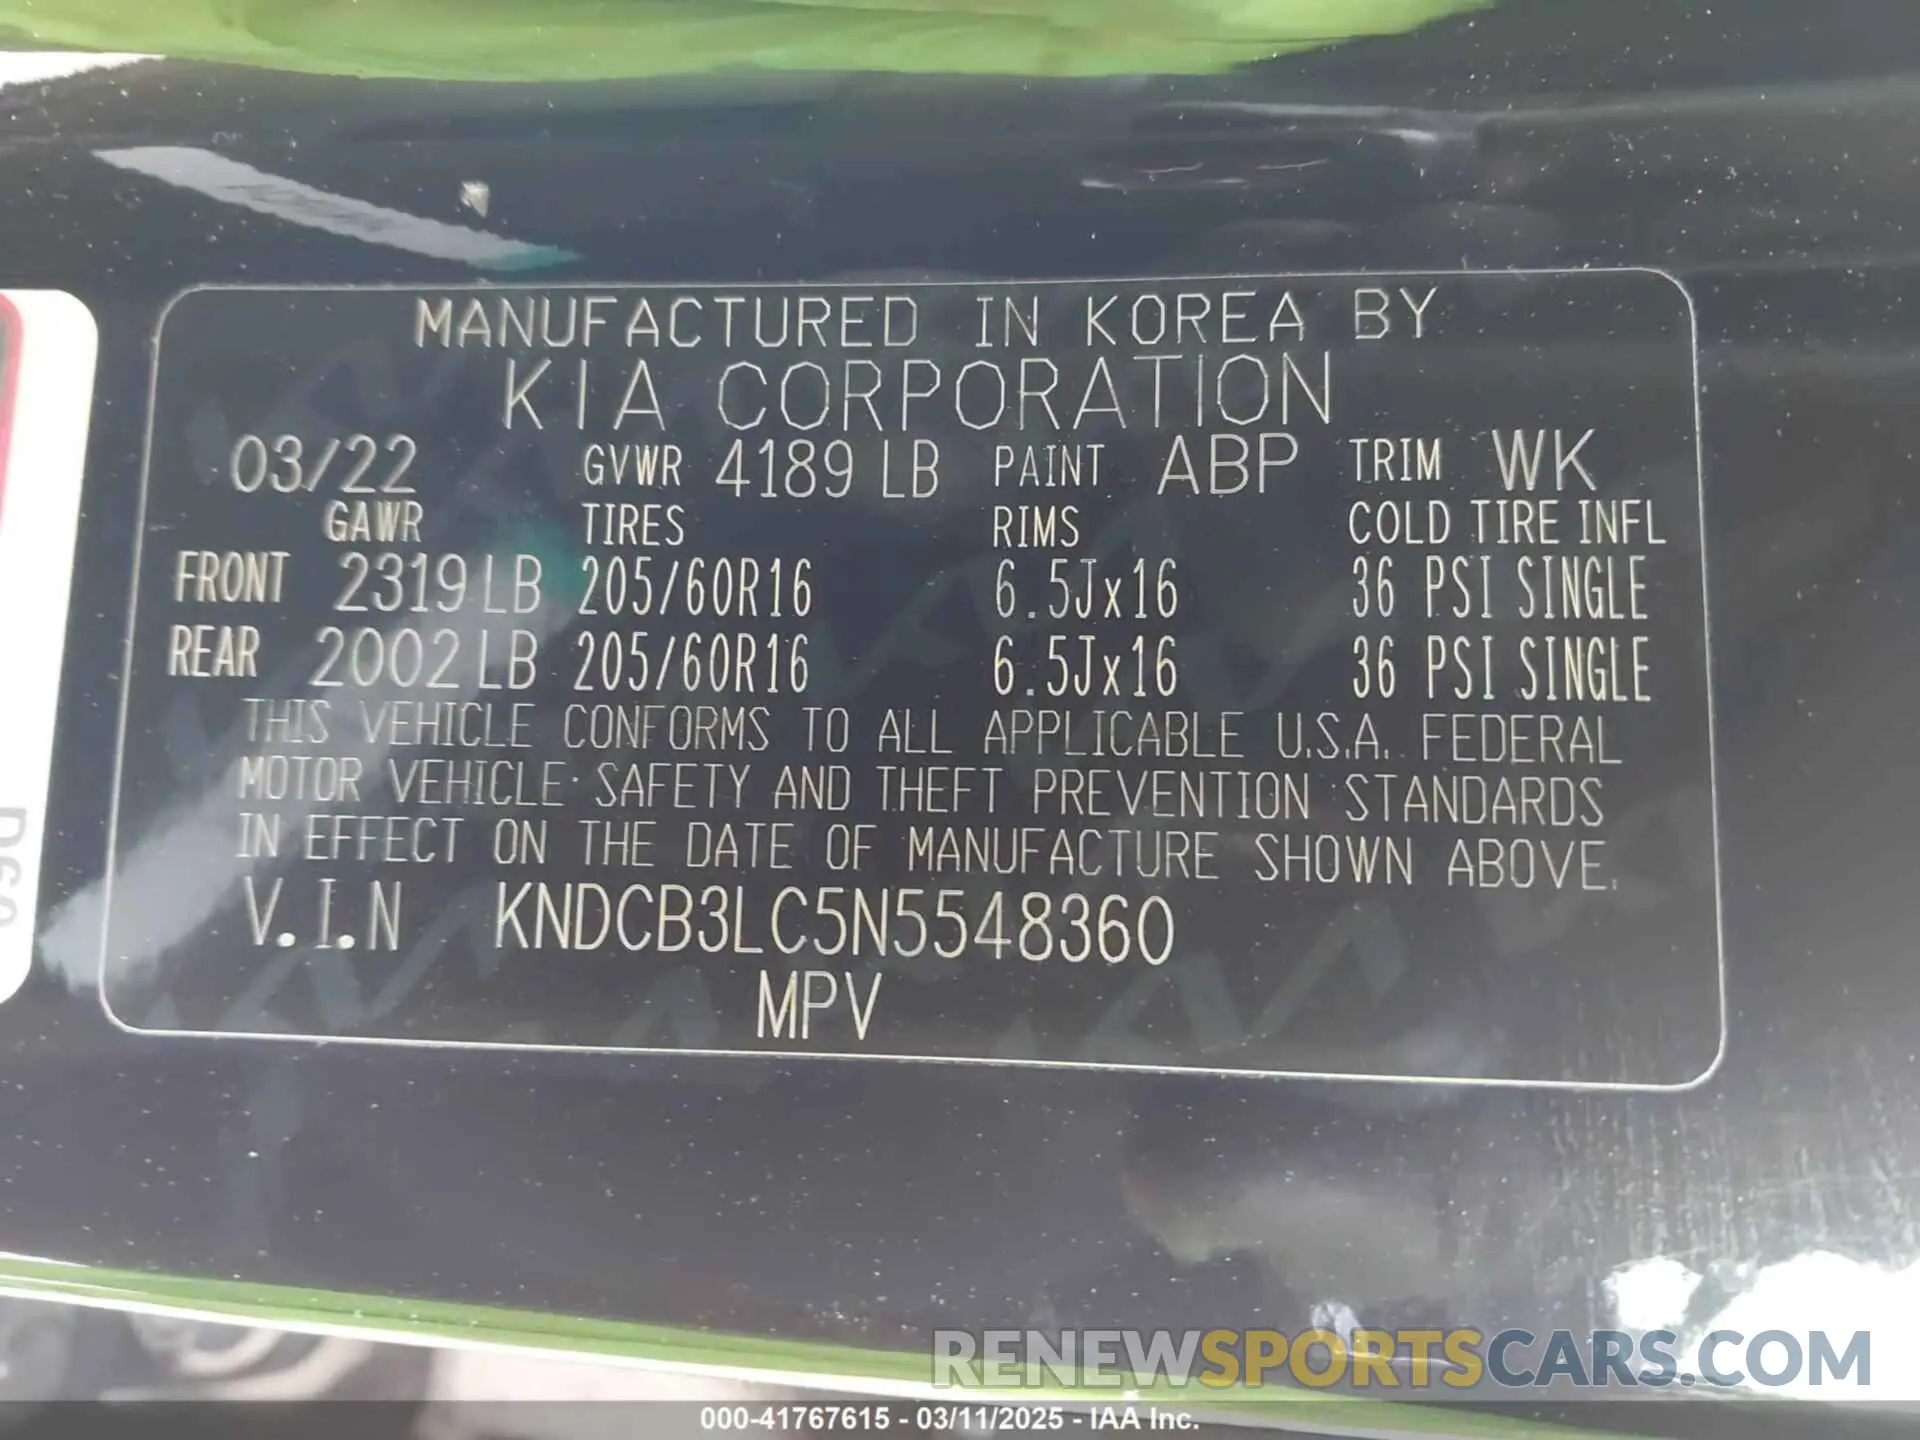 MANUFACTURED IN KOREA BY
KIA CORPORATION
03/22 GVWR 4189 LB PAINT ABP TRIM WK
GAWR TIRES RIMS COLD TIRE INFL
FRONT 2319 LB 205/60R16 6.5Jx16 36 PSI SINGLE
REAR 2002 LB 205/60R16 6.5Jx16 36 PSI SINGLE
THIS VEHICLE CONFORMS TO ALL APPLICABLE U.S.A. FEDERAL
MOTOR VEHICLE SAFETY AND THEFT PREVENTION STANDARDS
IN EFFECT ON THE DATE OF MANUFACTURE SHOWN ABOVE.
V.I.N KNDCB3LC5N5548360
MPV
RENEWSPORTSCARS.COM
000-41767615 - 03/11/2025 - IAA Inc.